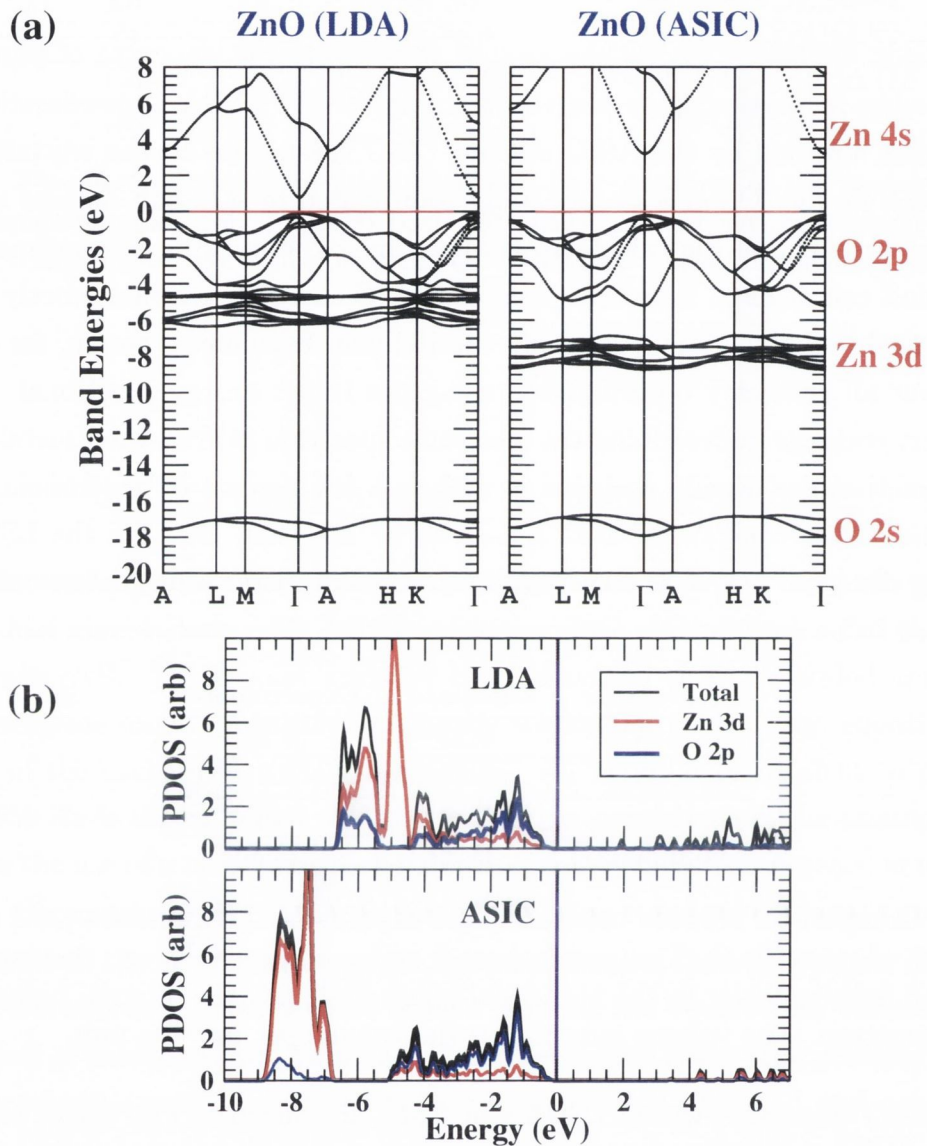 (a)
ZnO (LDA)
ZnO (ASIC)
Band Energies (eV)
8
6
4
2
0
-2
-4
-6
-8
-10
-12
-14
-16
-18
-20
A L M Γ A H K Γ
A L M Γ A H K Γ
Zn 4s
O 2p
Zn 3d
O 2s
(b)
PDOS (arb)
8
6
4
2
0
LDA
Total
Zn 3d
O 2p
PDOS (arb)
8
6
4
2
0
ASIC
-10 -8 -6 -4 -2 0 2 4 6
Energy (eV)